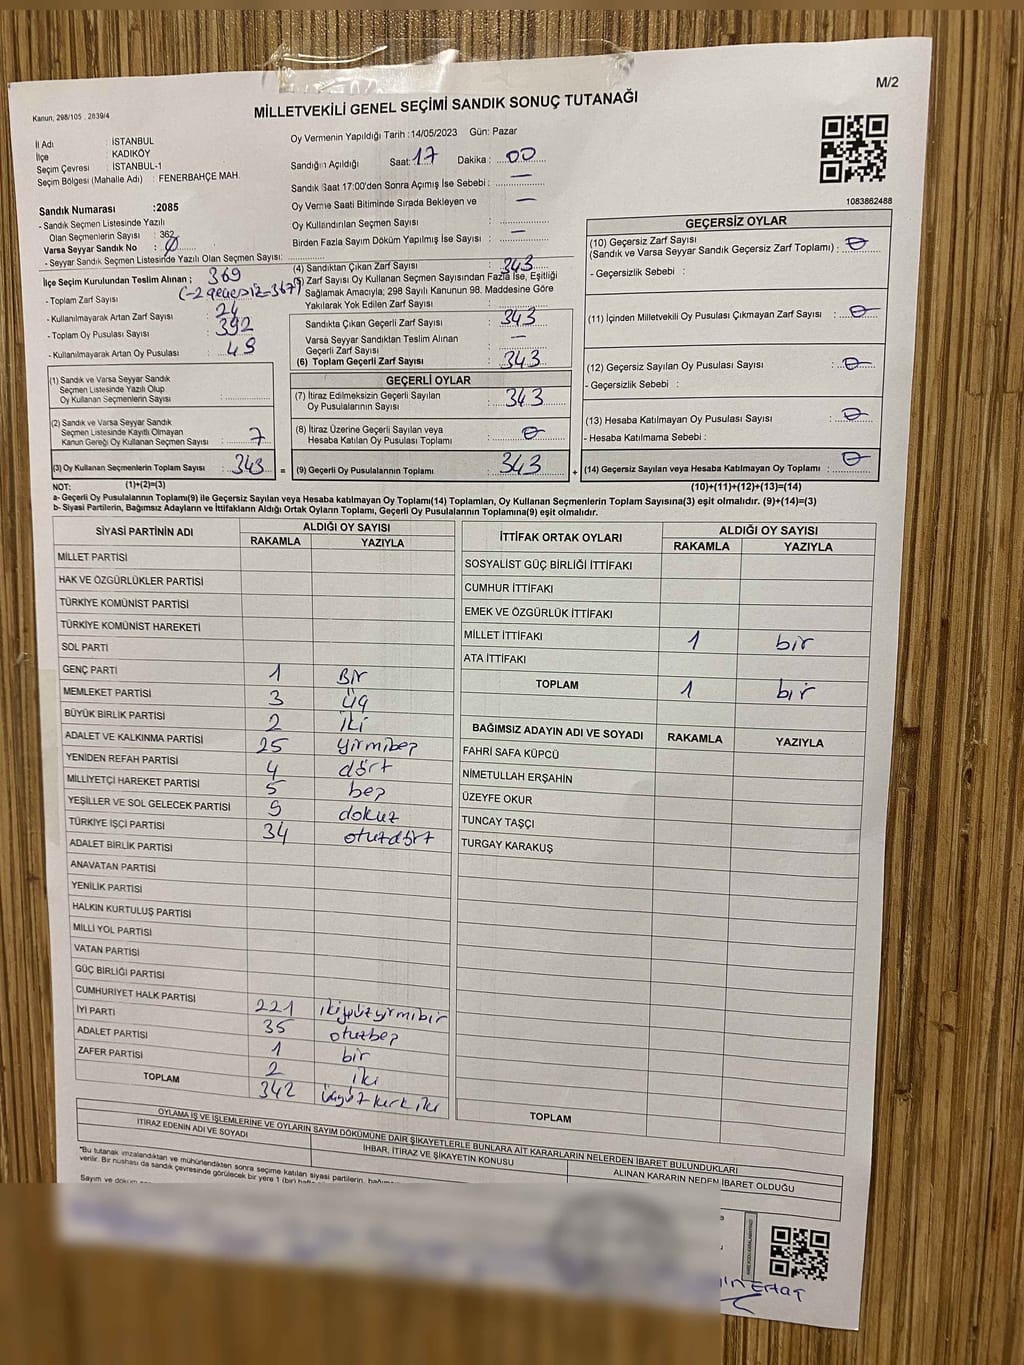 M/2
Kanun, 298/105 , 2839/4
MİLLETVEKİLİ GENEL SEÇİMİ SANDIK SONUÇ TUTANAĞI
İl Adı : İSTANBUL
İlçe : KADIKÖY
Seçim Çevresi : İSTANBUL-1
Seçim Bölgesi (Mahalle Adı) : FENERBAHÇE MAH.
Oy Vermenin Yapıldığı Tarih :14/05/2023 Gün: Pazar
Sandığın Açıldığı Saat: 17 Dakika : 00
Sandık Saat 17:00'den Sonra Açımış İse Sebebi : —
Oy Verme Saati Bitiminde Sırada Bekleyen ve —
Oy Kullandırılan Seçmen Sayısı :
Birden Fazla Sayım Döküm Yapılmış İse Sayısı : —
1083862488
Sandık Numarası :2085
- Sandık Seçmen Listesinde Yazılı
Olan Seçmenlerin Sayısı : 362
Varsa Seyyar Sandık No : 0
- Seyyar Sandık Seçmen Listesinde Yazılı Olan Seçmen Sayısı:
İlçe Seçim Kurulundan Teslim Alınan ; 369
(-2 geçersiz=367)
- Toplam Zarf Sayısı
- Kullanılmayarak Artan Zarf Sayısı : 24
- Toplam Oy Pusulası Sayısı : 392
- Kullanılmayarak Artan Oy Pusulası : 49
(1) Sandık ve Varsa Seyyar Sandık
Seçmen Listesinde Yazılı Olup
Oy Kullanan Seçmenlerin Sayısı :
(2) Sandık ve Varsa Seyyar Sandık
Seçmen Listesinde Kayıtlı Olmayan
Kanun Gereği Oy Kullanan Seçmen Sayısı : 7
(3) Oy Kullanan Seçmenlerin Toplam Sayısı : 343 =
(4) Sandıktan Çıkan Zarf Sayısı : 343
(5) Zarf Sayısı Oy Kullanan Seçmen Sayısından Fazla İse, Eşitliği
Sağlamak Amacıyla, 298 Sayılı Kanunun 98. Maddesine Göre
Yakılarak Yok Edilen Zarf Sayısı :
Sandıkta Çıkan Geçerli Zarf Sayısı : 343
Varsa Seyyar Sandıktan Teslim Alınan —
Geçerli Zarf Sayısı :
(6) Toplam Geçerli Zarf Sayısı : 343
GEÇERLİ OYLAR
(7) İtiraz Edilmeksizin Geçerli Sayılan
Oy Pusulalarının Sayısı : 343
(8) İtiraz Üzerine Geçerli Sayılan veya
Hesaba Katılan Oy Pusulası Toplamı : 0
(9) Geçerli Oy Pusulalarının Toplamı : 343 +
GEÇERSİZ OYLAR
(10) Geçersiz Zarf Sayısı
(Sandık ve Varsa Seyyar Sandık Geçersiz Zarf Toplamı) : 0
- Geçersizlik Sebebi :
(11) İçinden Milletvekili Oy Pusulası Çıkmayan Zarf Sayısı : 0
(12) Geçersiz Sayılan Oy Pusulası Sayısı : 0
- Geçersizlik Sebebi :
(13) Hesaba Katılmayan Oy Pusulası Sayısı : 0
- Hesaba Katılmama Sebebi :
(14) Geçersiz Sayılan veya Hesaba Katılmayan Oy Toplamı : 0
NOT: (1)+(2)=(3) (10)+(11)+(12)+(13)=(14)
a- Geçerli Oy Pusulalarının Toplamı(9) ile Geçersiz Sayılan veya Hesaba katılmayan Oy Toplamı(14) Toplamları, Oy Kullanan Seçmenlerin Toplam Sayısına(3) eşit olmalıdır. (9)+(14)=(3)
b- Siyasi Partilerin, Bağımsız Adayların ve İttifakların Aldığı Ortak Oyların Toplamı, Geçerli Oy Pusulalarının Toplamına(9) eşit olmalıdır.
SİYASİ PARTİNİN ADI ALDIĞI OY SAYISI
RAKAMLA YAZIYLA
MİLLET PARTİSİ
HAK VE ÖZGÜRLÜKLER PARTİSİ
TÜRKİYE KOMÜNİST PARTİSİ
TÜRKİYE KOMÜNİST HAREKETİ
SOL PARTİ
GENÇ PARTİ 1 Bir
MEMLEKET PARTİSİ 3 üç
BÜYÜK BİRLİK PARTİSİ 2 iki
ADALET VE KALKINMA PARTİSİ 25 yirmibeş
YENİDEN REFAH PARTİSİ 4 dört
MİLLİYETÇİ HAREKET PARTİSİ 5 beş
YEŞİLLER VE SOL GELECEK PARTİSİ 9 dokuz
TÜRKİYE İŞÇİ PARTİSİ 34 otuzdört
ADALET BİRLİK PARTİSİ
ANAVATAN PARTİSİ
YENİLİK PARTİSİ
HALKIN KURTULUŞ PARTİSİ
MİLLİ YOL PARTİSİ
VATAN PARTİSİ
GÜÇ BİRLİĞİ PARTİSİ
CUMHURİYET HALK PARTİSİ 221 ikiyüzyirmibir
İYİ PARTİ 35 otuzbeş
ADALET PARTİSİ 1 bir
ZAFER PARTİSİ 2 iki
TOPLAM 342 üçyüzkırkiki
İTTİFAK ORTAK OYLARI ALDIĞI OY SAYISI
RAKAMLA YAZIYLA
SOSYALİST GÜÇ BİRLİĞİ İTTİFAKI
CUMHUR İTTİFAKI
EMEK VE ÖZGÜRLÜK İTTİFAKI
MİLLET İTTİFAKI 1 bir
ATA İTTİFAKI
TOPLAM 1 bir
BAĞIMSIZ ADAYIN ADI VE SOYADI RAKAMLA YAZIYLA
FAHRİ SAFA KÜPCÜ
NİMETULLAH ERŞAHİN
ÜZEYFE OKUR
TUNCAY TAŞÇI
TURGAY KARAKUŞ
TOPLAM
OYLAMA İŞ VE İŞLEMLERİNE VE OYLARIN SAYIM DÖKÜMÜNE DAİR ŞİKAYETLERLE BUNLARA AİT KARARLARIN NELERDEN İBARET BULUNDUKLARI
İTİRAZ EDENİN ADI VE SOYADI İHBAR, İTİRAZ VE ŞİKAYETİN KONUSU ALINAN KARARIN NEDEN İBARET OLDUĞU
"Bu tutanak imzalandıktan ve mühürlendikten sonra seçime katılan siyasi partilerin,
verilir. Bir nüshası da sandık çevresinde görülecek bir yere 1 (bir) hafta
Sayım ve döküm